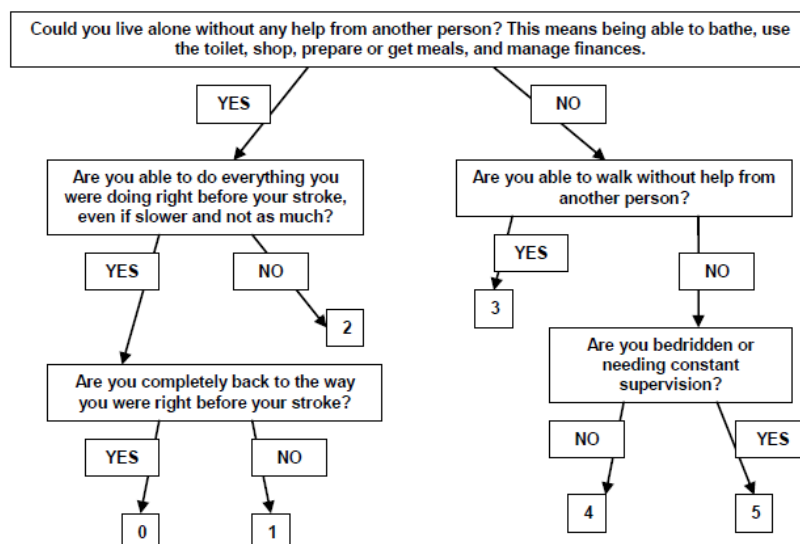 Could you live alone without any help from another person? This means being able to bathe, use
the toilet, shop, prepare or get meals, and manage finances.
YES
NO
Are you able to do everything you
were doing right before your stroke,
even if slower and not as much?
Are you able to walk without help from
another person?
YES
NO
YES
NO
2
3
Are you bedridden or
needing constant
supervision?
Are you completely back to the way
you were right before your stroke?
YES
NO
NO
YES
0
1
4
5